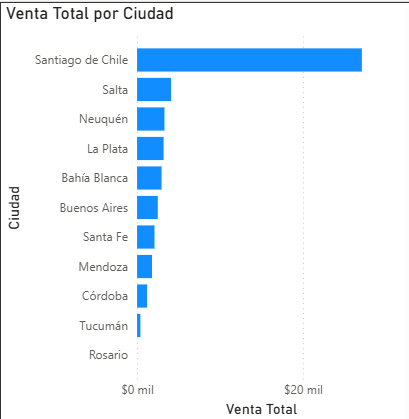 Venta Total por Ciudad
Santiago de Chile
Salta
Neuquén
La Plata
Bahía Blanca
Buenos Aires
Santa Fe
Mendoza
Córdoba
Tucumán
Rosario
Ciudad
$0 mil $20 mil
Venta Total